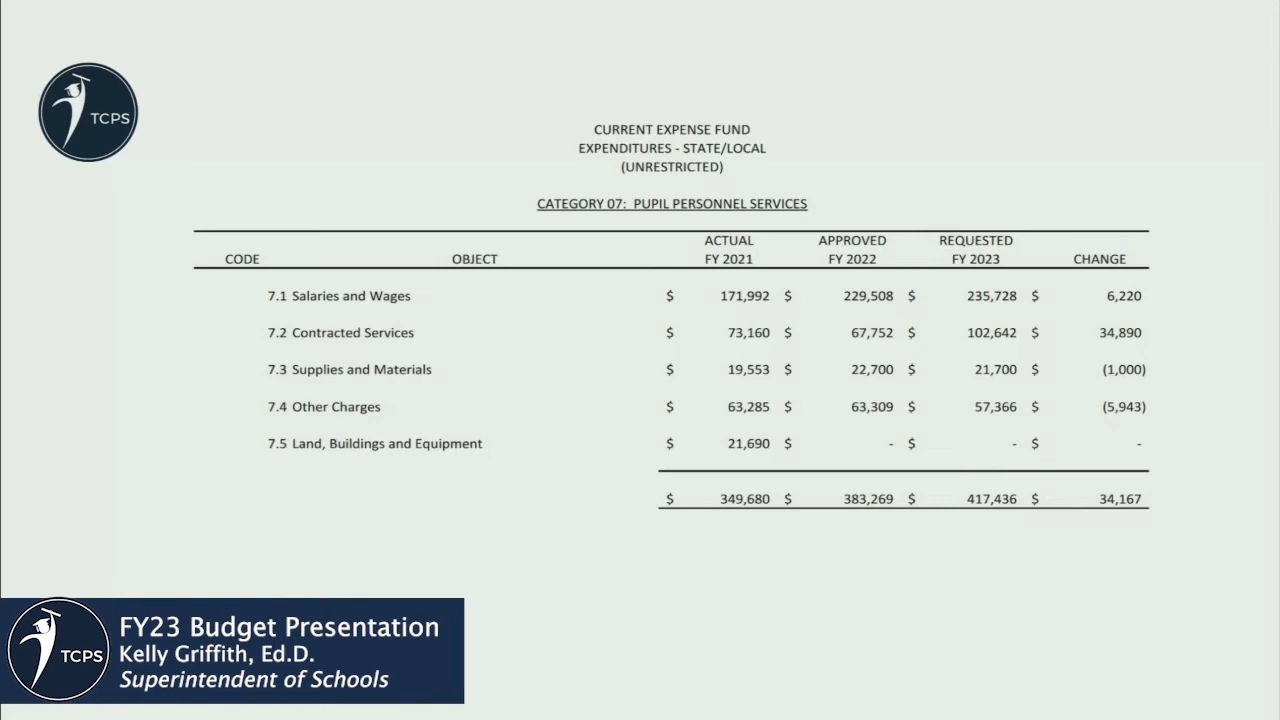 TCPS
CURRENT EXPENSE FUND
EXPENDITURES - STATE/LOCAL
(UNRESTRICTED)
CATEGORY 07: PUPIL PERSONNEL SERVICES
ACTUAL APPROVED REQUESTED
CODE OBJECT FY 2021 FY 2022 FY 2023 CHANGE
7.1 Salaries and Wages $ 171,992 $ 229,508 $ 235,728 $ 6,220
7.2 Contracted Services $ 73,160 $ 67,752 $ 102,642 $ 34,890
7.3 Supplies and Materials $ 19,553 $ 22,700 $ 21,700 $ (1,000)
7.4 Other Charges $ 63,285 $ 63,309 $ 57,366 $ (5,943)
7.5 Land, Buildings and Equipment $ 21,690 $ - $ - $ -
$ 349,680 $ 383,269 $ 417,436 $ 34,167
FY23 Budget Presentation
Kelly Griffith, Ed.D.
TCPS
Superintendent of Schools